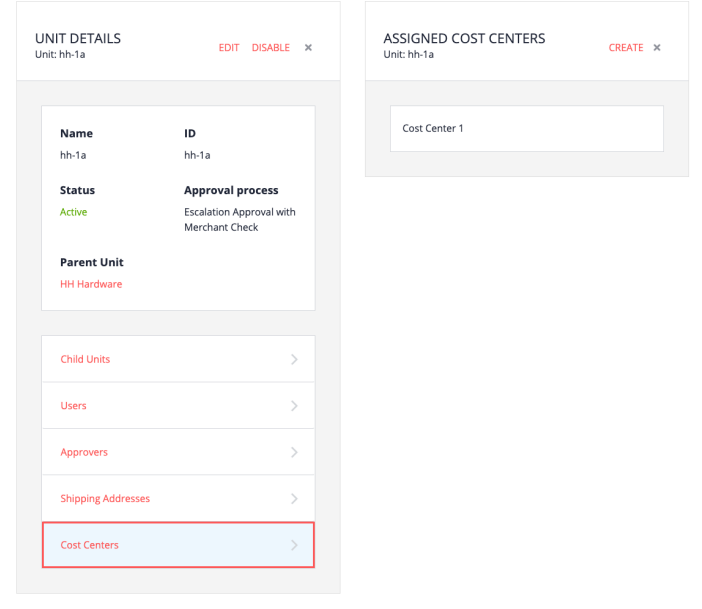 UNIT DETAILS
Unit: hh-1a
EDIT DISABLE ×
Name ID
hh-1a hh-1a
Status Approval process
Active Escalation Approval with
Merchant Check
Parent Unit
HH Hardware
Child Units
Users
Approvers
Shipping Addresses
Cost Centers
ASSIGNED COST CENTERS
Unit: hh-1a
CREATE ×
Cost Center 1